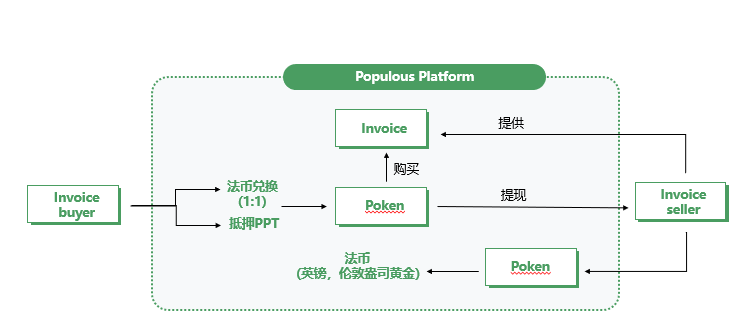 Populous Platform
提供
Invoice
购买
法币兑换
(1:1)
Invoice
buyer
Poken
提现
Invoice
seller
抵押PPT
法币
(英镑，伦敦盎司黄金)
Poken